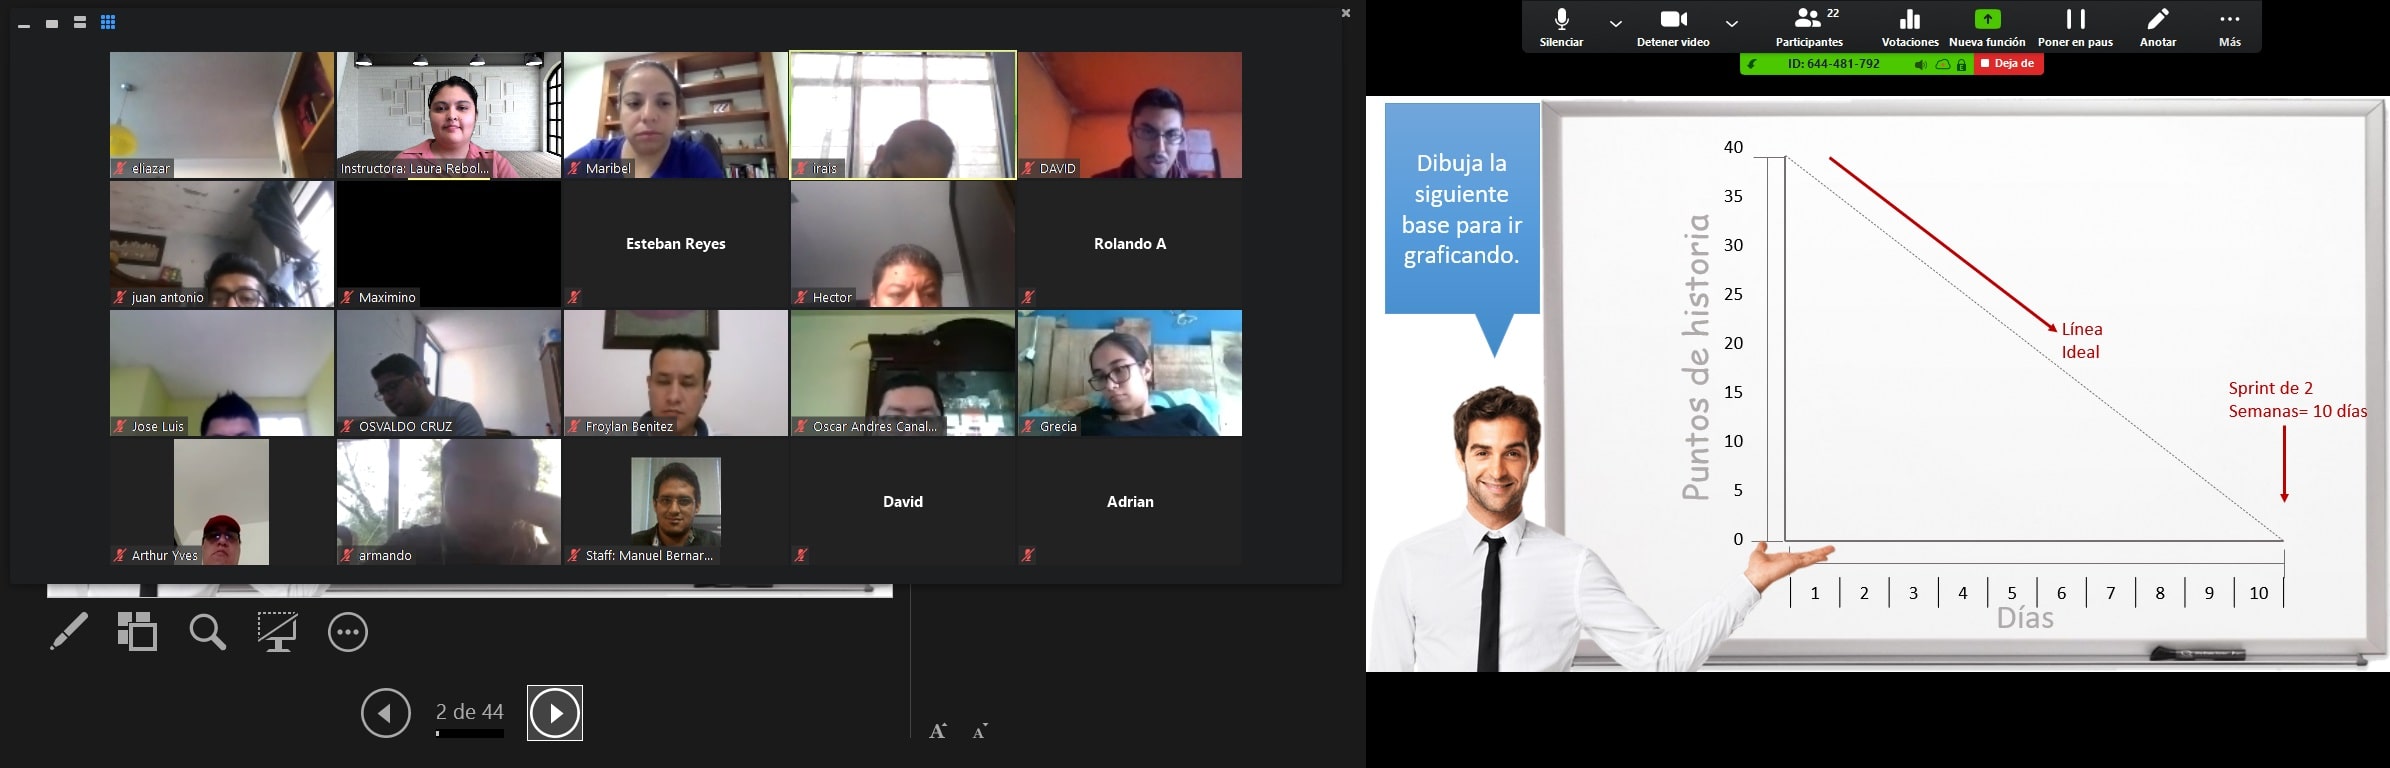 eliazar
Instructora: Laura Rebol...
Maribel
irais
DAVID
juan antonio
Maximino
Esteban Reyes
Hector
Rolando A
Jose Luis
OSVALDO CRUZ
Froylan Benitez
Oscar Andres Canal...
Grecia
Arthur Yves
armando
Staff: Manuel Bernar...
David
Adrian
2 de 44
A A
Silenciar
Detener video
22
Participantes
Votaciones
Nueva función
Poner en paus
Anotar
Más
ID: 644-481-792
Deja de
Dibuja la
siguiente
base para ir
graficando.
Puntos de historia
40
35
30
25
20
15
10
5
0
Línea
Ideal
Sprint de 2
Semanas= 10 días
1 2 3 4 5 6 7 8 9 10
Días